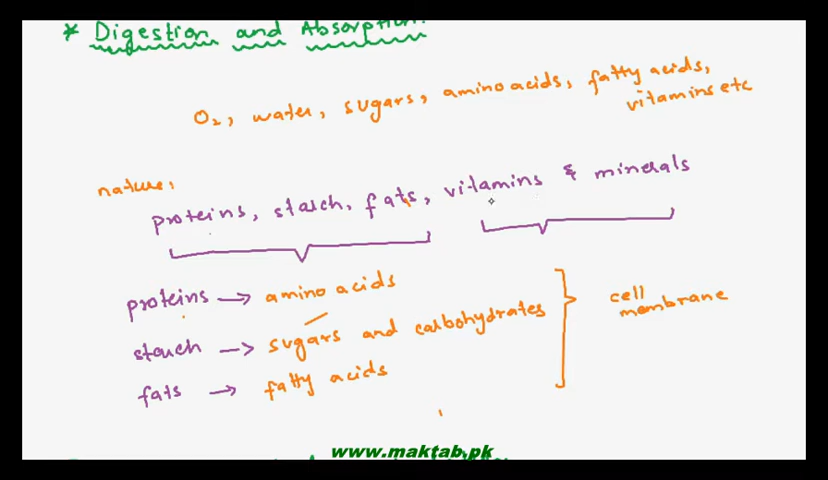 * Digestion and Absorption.
O2, water, sugars, amino acids, fatty acids,
vitamins etc
nature,
proteins, starch, fats, vitamins & minerals
proteins → amino acids
starch → sugars and carbohydrates
fats → fatty acids
cell
membrane
www.maktab.pk